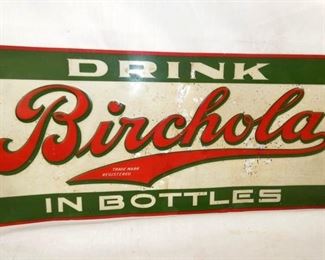 DRINK
Birchola
TRADE MARK
REGISTERED
IN BOTTLES